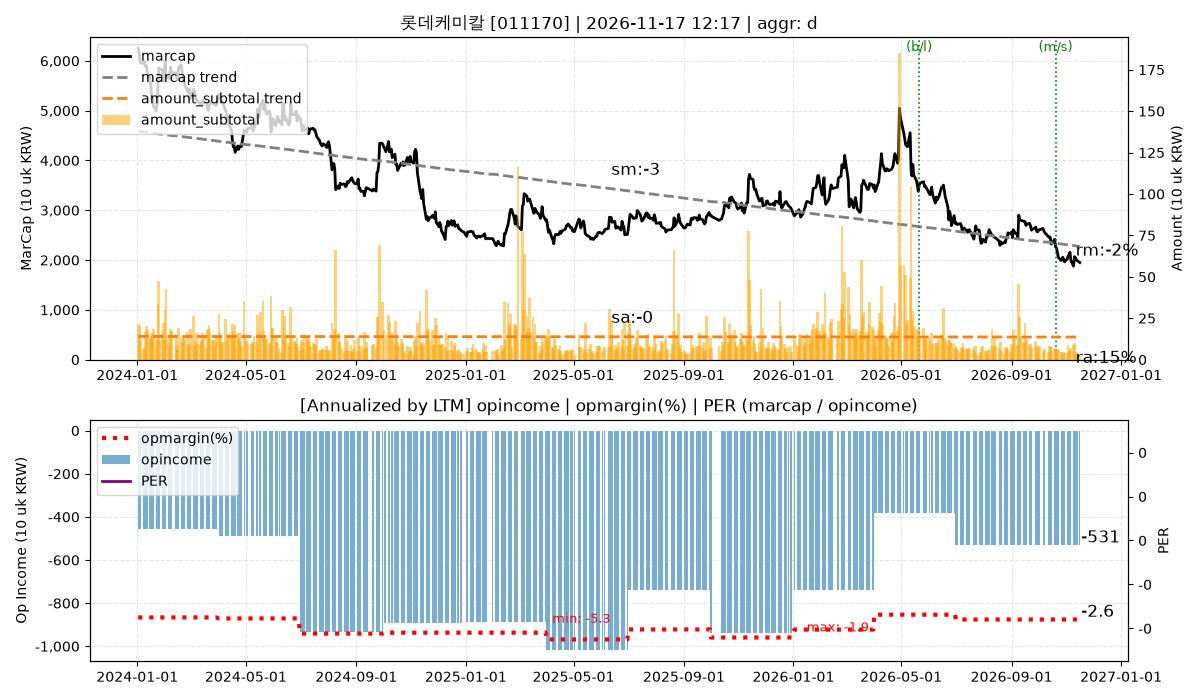 롯데케미칼 [011170] | 2026-11-17 12:17 | aggr: d
(b/l)
(m/s)
marcap
marcap trend
amount_subtotal trend
amount_subtotal
MarCap (10 uk KRW)
6,000
5,000
4,000
3,000
2,000
1,000
0
Amount (10 uk KRW)
175
150
125
100
75
50
25
0
sm:-3
rm:-2%
sa:-0
ra:15%
2024-01-01
2024-05-01
2024-09-01
2025-01-01
2025-05-01
2025-09-01
2026-01-01
2026-05-01
2026-09-01
2027-01-01
[Annualized by LTM] opincome | opmargin(%) | PER (marcap / opincome)
opmargin(%)
opincome
PER
Op Income (10 uk KRW)
0
-200
-400
-600
-800
-1,000
PER
0
0
0
-0
-0
-531
-2.6
min: -5.3
max: -1.9
2024-01-01
2024-05-01
2024-09-01
2025-01-01
2025-05-01
2025-09-01
2026-01-01
2026-05-01
2026-09-01
2027-01-01